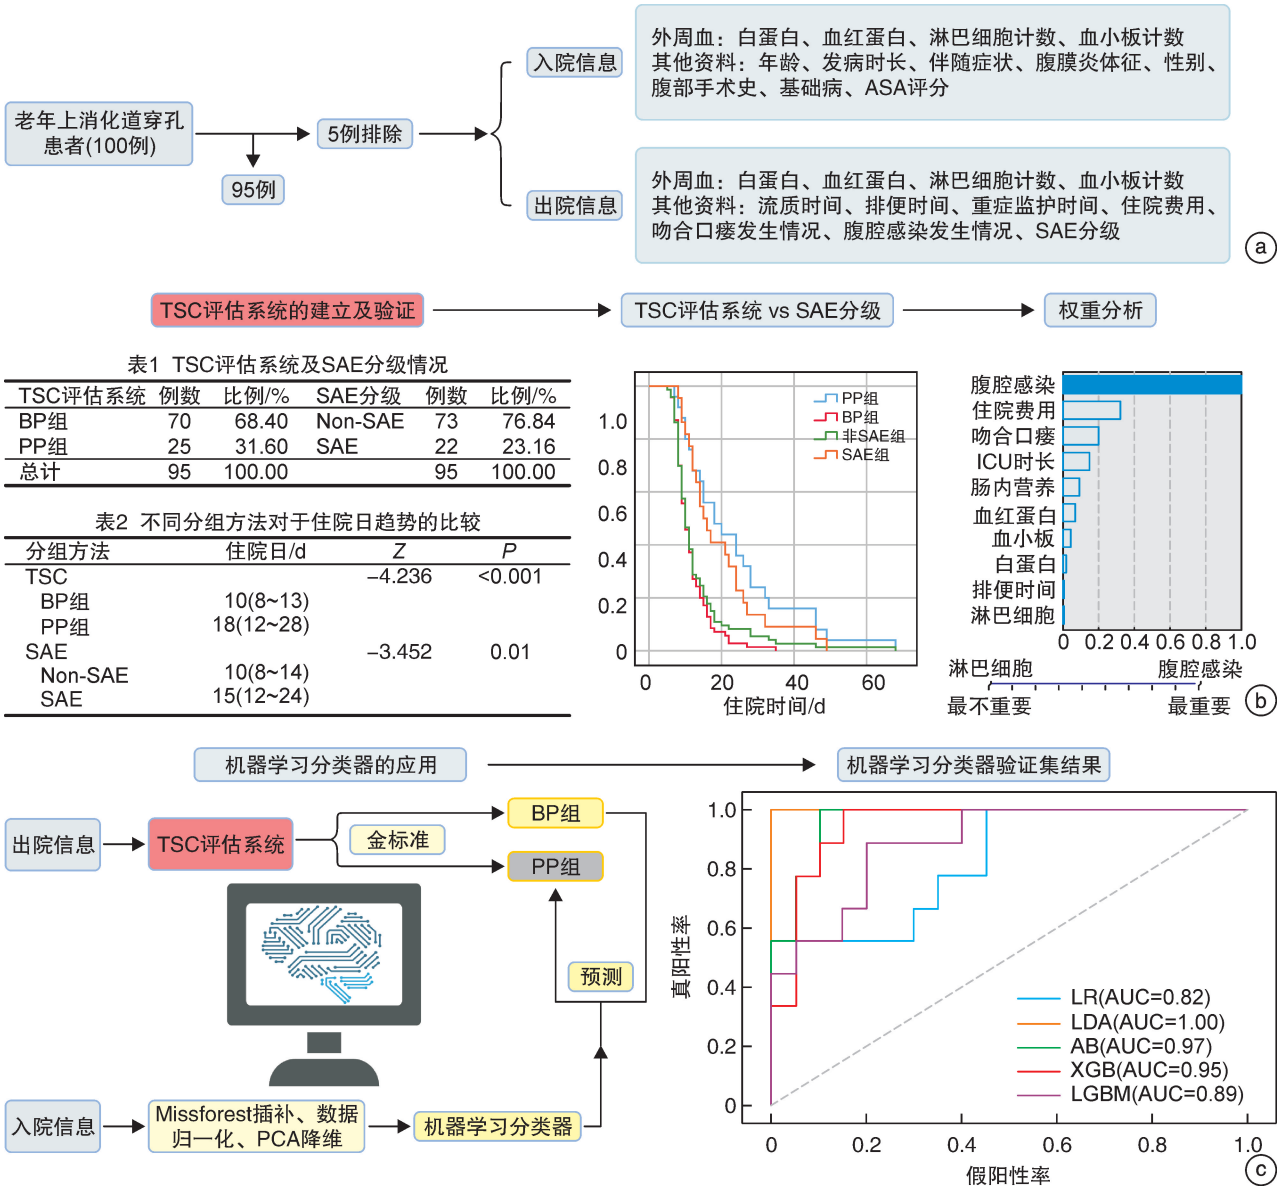 老年上消化道穿孔
患者(100例)
95例
5例排除
入院信息
外周血：白蛋白、血红蛋白、淋巴细胞计数、血小板计数
其他资料：年龄、发病时长、伴随症状、腹膜炎体征、性别、
腹部手术史、基础病、ASA评分
出院信息
外周血：白蛋白、血红蛋白、淋巴细胞计数、血小板计数
其他资料：流质时间、排便时间、重症监护时间、住院费用、
吻合口瘘发生情况、腹腔感染发生情况、SAE分级
a
TSC评估系统的建立及验证
TSC评估系统 vs SAE分级
权重分析
表1 TSC评估系统及SAE分级情况
TSC评估系统 例数 比例/% SAE分级 例数 比例/%
BP组 70 68.40 Non-SAE 73 76.84
PP组 25 31.60 SAE 22 23.16
总计 95 100.00 95 100.00
表2 不同分组方法对于住院日趋势的比较
分组方法 住院日/d Z P
TSC −4.236 <0.001
BP组 10(8~13)
PP组 18(12~28)
SAE −3.452 0.01
Non-SAE 10(8~14)
SAE 15(12~24)
1.0
0.8
0.6
0.4
0.2
0
PP组
BP组
非SAE组
SAE组
0 20 40 60
住院时间/d
腹腔感染
住院费用
吻合口瘘
ICU时长
肠内营养
血红蛋白
血小板
白蛋白
排便时间
淋巴细胞
0 0.2 0.4 0.6 0.8 1.0
淋巴细胞 腹腔感染
最不重要 最重要
b
机器学习分类器的应用
机器学习分类器验证集结果
出院信息
TSC评估系统
金标准
BP组
PP组
预测
入院信息
Missforest插补、数据
归一化、PCA降维
机器学习分类器
真阳性率
1.0
0.8
0.6
0.4
0.2
0
LR(AUC=0.82)
LDA(AUC=1.00)
AB(AUC=0.97)
XGB(AUC=0.95)
LGBM(AUC=0.89)
0 0.2 0.4 0.6 0.8 1.0
假阳性率
c